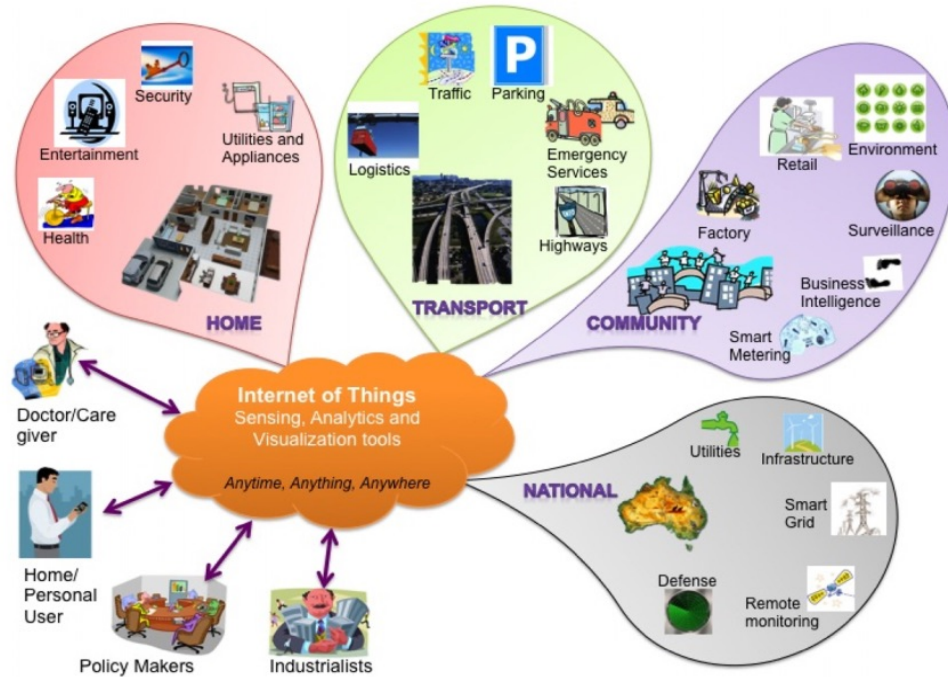 Security
Entertainment
Utilities and
Appliances
Health
HOME
Traffic
Parking
P
Logistics
Emergency
Services
Highways
TRANSPORT
Retail
Environment
Factory
Surveillance
Business
Intelligence
COMMUNITY
Smart
Metering
Doctor/Care
giver
Internet of Things
Sensing, Analytics and
Visualization tools
Anytime, Anything, Anywhere
Home/
Personal
User
Policy Makers
Industrialists
NATIONAL
Utilities
Infrastructure
Smart
Grid
Defense
Remote
monitoring